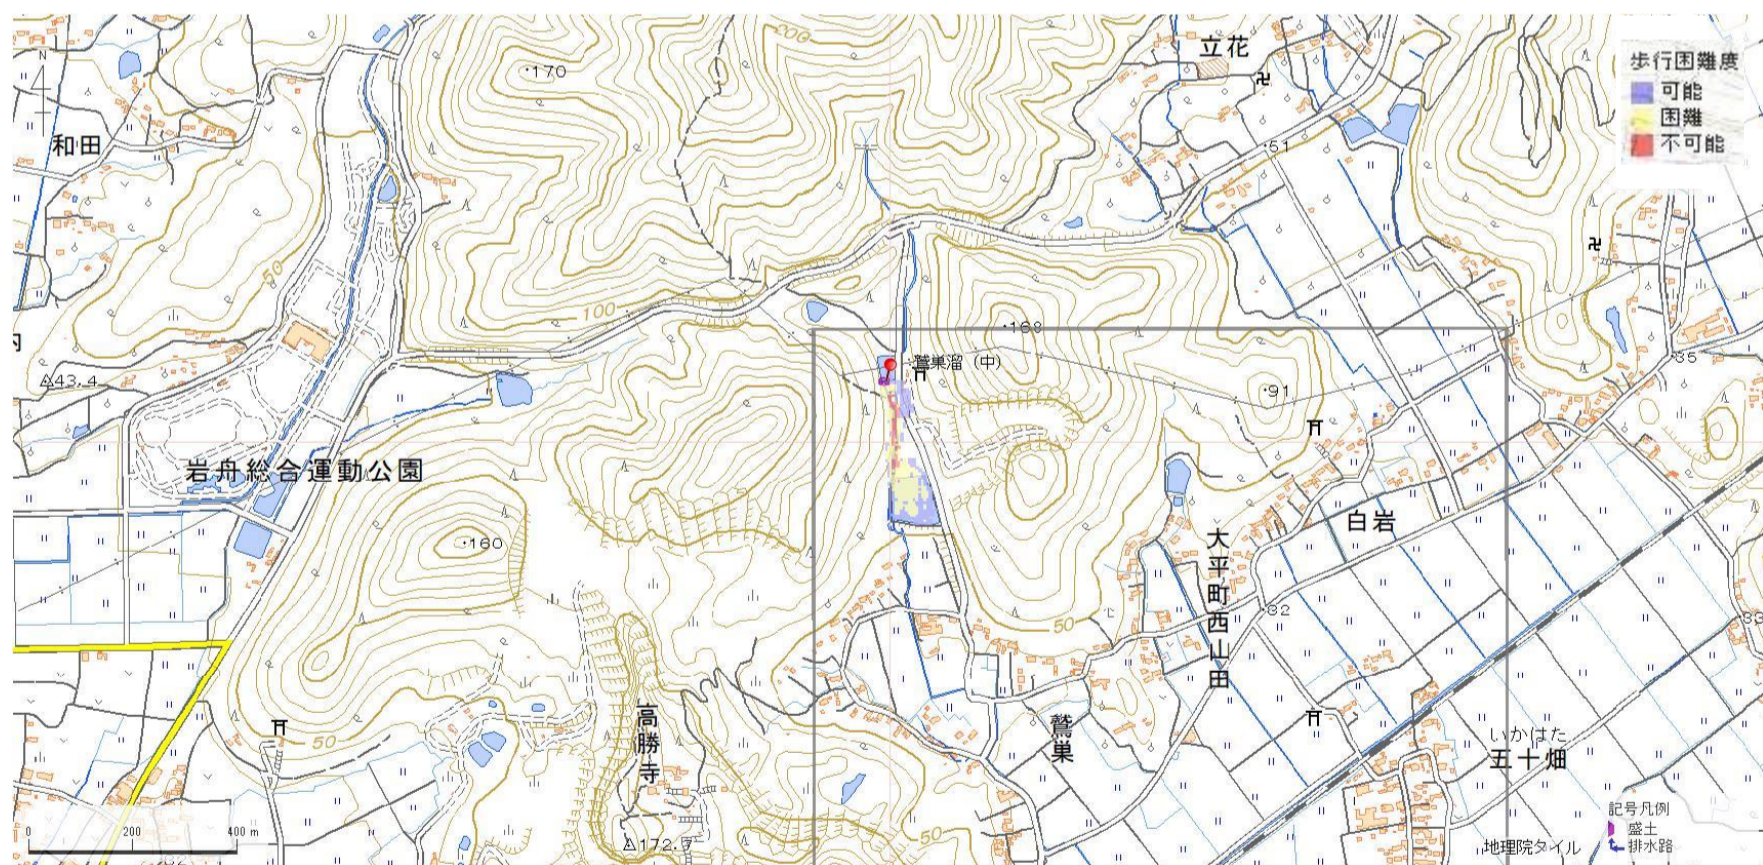 200
立花
・170
歩行困難度
可能
困難
不可能
N
和田
・51
50
100
・168
鷲巣溜（中）
・35
△43.4
・91
岩舟総合運動公園
白岩
・160
大平町西山田
・32
50
高勝寺
鷲巣
50
いかはた
五十畑
記号凡例
盛土
排水路
地理院タイル
0 200 400 m
△172.7
50